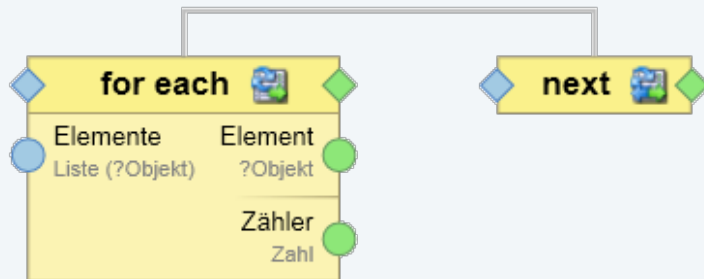 for each
next
Elemente
Element
Liste (?Objekt)
?Objekt
Zähler
Zahl